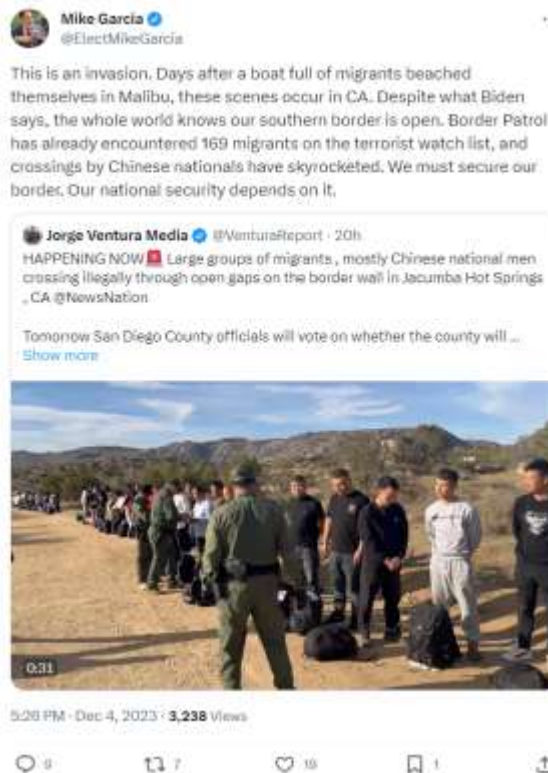 Mike Garcia
@ElectMikeGarcia
This is an invasion. Days after a boat full of migrants beached
themselves in Malibu, these scenes occur in CA. Despite what Biden
says, the whole world knows our southern border is open. Border Patrol
has already encountered 169 migrants on the terrorist watch list, and
crossings by Chinese nationals have skyrocketed. We must secure our
border. Our national security depends on it.
Jorge Ventura Media @VenturaReport · 20h
HAPPENING NOW🚨 Large groups of migrants , mostly Chinese national men
crossing illegally through open gaps on the border wall in Jacumba Hot Springs
, CA @NewsNation
Tomorrow San Diego County officials will vote on whether the county will ...
Show more
0:31
5:26 PM · Dec 4, 2023 · 3,238 Views
9 7 19 1